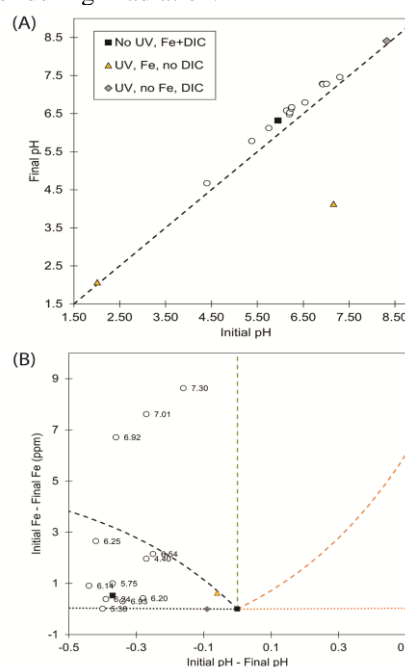 (A)
8.5
7.5
6.5
5.5
4.5
3.5
2.5
1.5
Final pH
No UV, Fe+DIC
UV, Fe, no DIC
UV, no Fe, DIC
1.50 2.50 3.50 4.50 5.50 6.50 7.50 8.50
Initial pH
(B)
9
7
5
3
1
-1
Initial Fe - Final Fe (ppm)
7.30
7.01
6.92
6.25
6.54
4.40
5.75
6.14
6.20
6.93
5.38
-0.5 -0.3 -0.1 0.1 0.3
Initial pH - Final pH